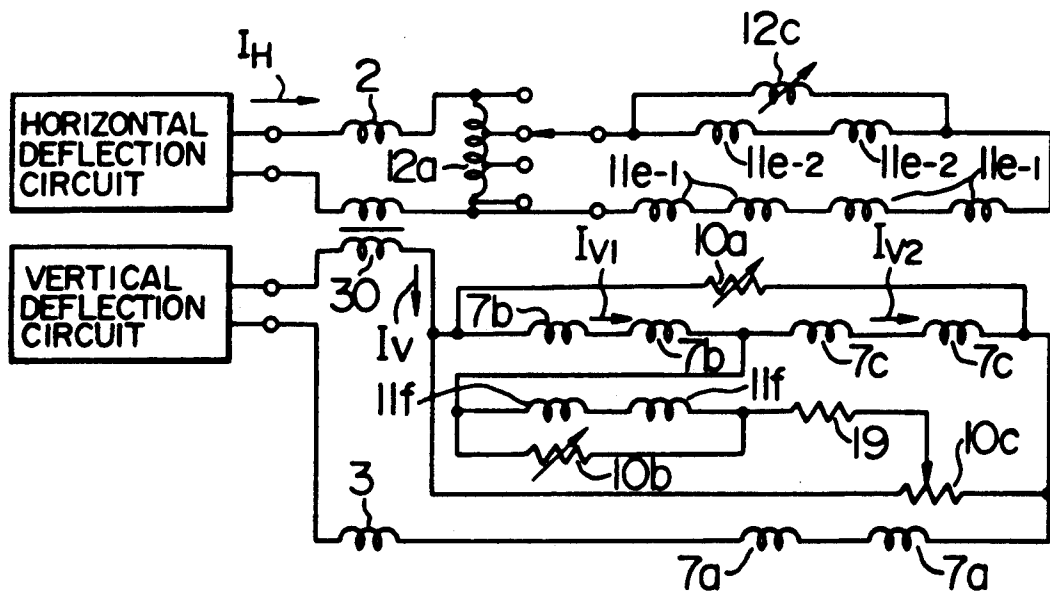 12c
IH
2
HORIZONTAL
DEFLECTION
CIRCUIT
12a
11e-2
11e-2
11e-1
11e-1
VERTICAL
DEFLECTION
CIRCUIT
30
IV
IV1
10a
IV2
7b
7b
7c
7c
11f
11f
10b
19
10c
3
7a
7a